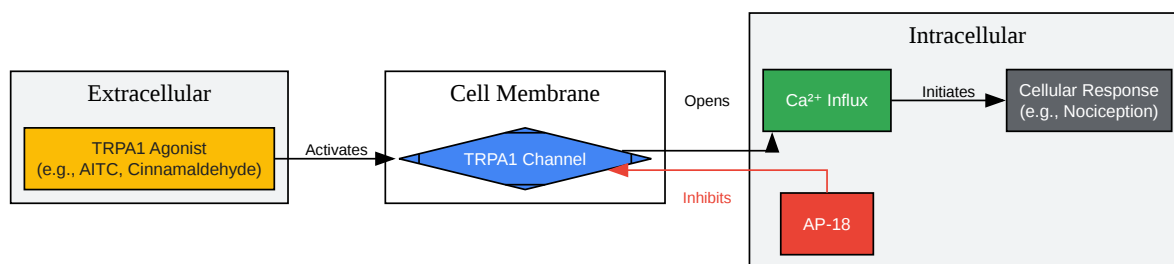 Extracellular
TRPA1 Agonist
(e.g., AITC, Cinnamaldehyde)
Activates
Cell Membrane
TRPA1 Channel
Opens
Inhibits
Intracellular
Ca²⁺ Influx
Initiates
Cellular Response
(e.g., Nociception)
AP-18